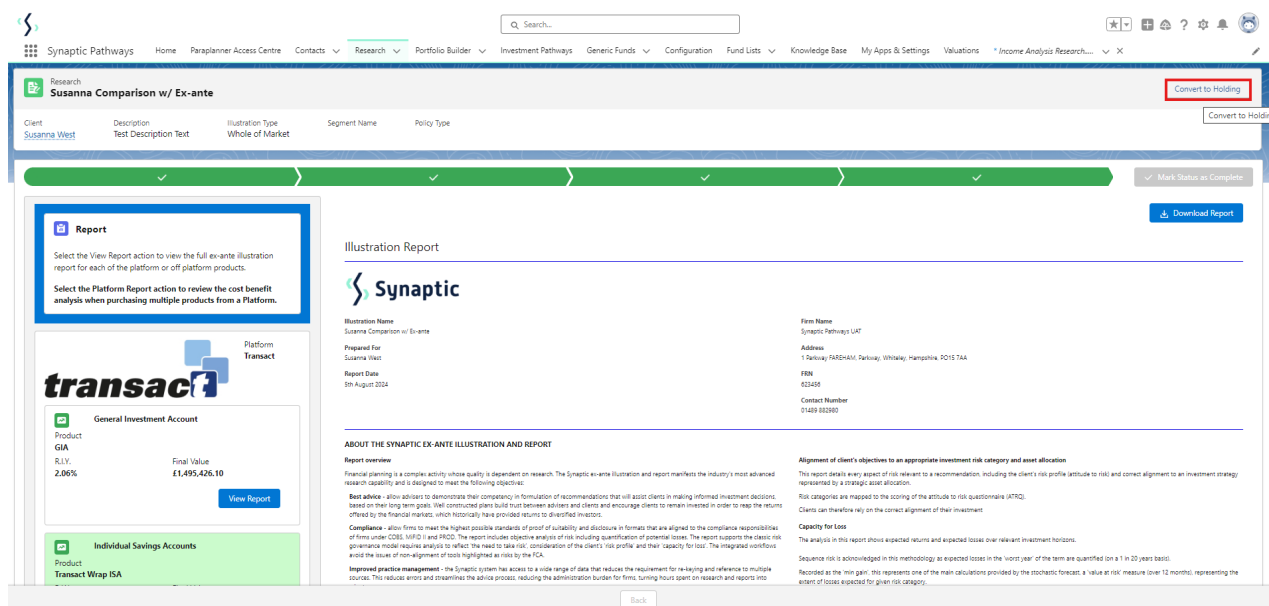 Search...
Synaptic Pathways Home Paraplanner Access Centre Contacts Research Portfolio Builder Investment Pathways Generic Funds Configuration Fund Lists Knowledge Base My Apps & Settings Valuations * Income Analysis Research....
Research
Susanna Comparison w/ Ex-ante
Convert to Holding
Convert to Holdin
Client Description Illustration Type Segment Name Policy Type
Susanna West Test Description Text Whole of Market
Mark Status as Complete
Download Report
Report
Select the View Report action to view the full ex-ante illustration
report for each of the platform or off platform products.
Select the Platform Report action to review the cost benefit
analysis when purchasing multiple products from a Platform.
Platform
Transact
transact
General Investment Account
Product
GIA
R.I.Y. Final Value
2.06% £1,495,426.10
View Report
Individual Savings Accounts
Product
Transact Wrap ISA
Illustration Report
Synaptic
Illustration Name
Susanna Comparison w/ Ex-ante
Prepared For
Susanna West
Report Date
5th August 2024
Firm Name
Synaptic Pathways UAT
Address
1 Parkway FAREHAM, Parkway, Whiteley, Hampshire, PO15 7AA
FRN
623456
Contact Number
01489 882980
ABOUT THE SYNAPTIC EX-ANTE ILLUSTRATION AND REPORT
Report overview
Financial planning is a complex activity whose quality is dependent on research. The Synaptic ex-ante illustration and report manifests the industry's most advanced
research capability and is designed to meet the following objectives:
Best advice - allow advisers to demonstrate their competency in formulation of recommendations that will assist clients in making informed investment decisions,
based on their long term goals. Well constructed plans build trust between advisers and clients and encourage clients to remain invested in order to reap the returns
offered by the financial markets, which historically have provided returns to diversified investors.
Compliance - allow firms to meet the highest possible standards of proof of suitability and disclosure in formats that are aligned to the compliance responsibilities
of firms under COBS, MiFID II and PROD. The report includes objective analysis of risk including quantification of potential losses. The report supports the classic risk
governance model requires analysis to reflect 'the need to take risk', consideration of the client's 'risk profile' and their 'capacity for loss'. The integrated workflows
avoid the issues of non-alignment of tools highlighted as risks by the FCA.
Improved practice management - the Synaptic system has access to a wide range of data that reduces the requirement for re-keying and reference to multiple
sources. This reduces errors and streamlines the advice process, reducing the administration burden for firms, turning hours spent on research and reports into
Alignment of client's objectives to an appropriate investment risk category and asset allocation
This report details every aspect of risk relevant to a recommendation, including the client's risk profile (attitude to risk) and correct alignment to an investment strategy
represented by a strategic asset allocation.
Risk categories are mapped to the scoring of the attitude to risk questionnaire (ATRQ).
Clients can therefore rely on the correct alignment of their investment
Capacity for Loss
The analysis in this report shows expected returns and expected losses over relevant investment horizons.
Sequence risk is acknowledged in this methodology as expected losses in the 'worst year' of the term are quantified (on a 1 in 20 years basis).
Recorded as the 'min gain', this represents one of the main calculations provided by the stochastic forecast, a 'value at risk' measure (over 12 months), representing the
extent of losses expected for given risk category.
Back